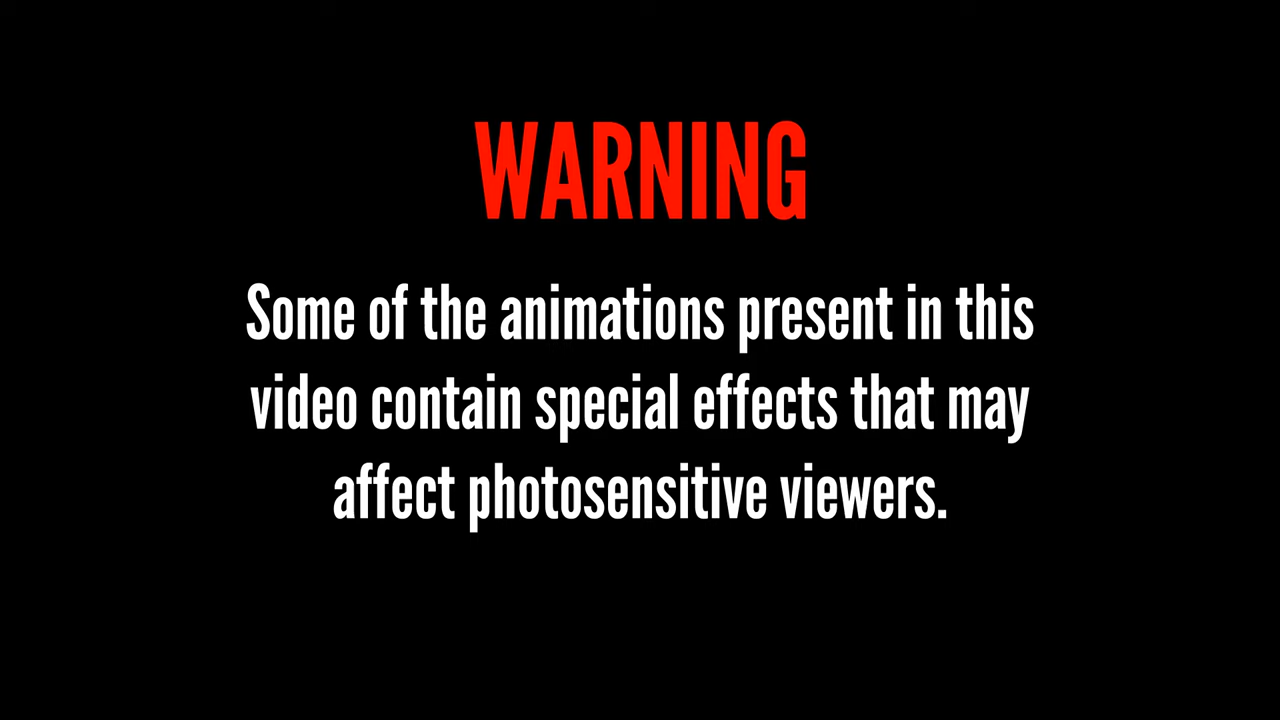 WARNING
Some of the animations present in this
video contain special effects that may
affect photosensitive viewers.